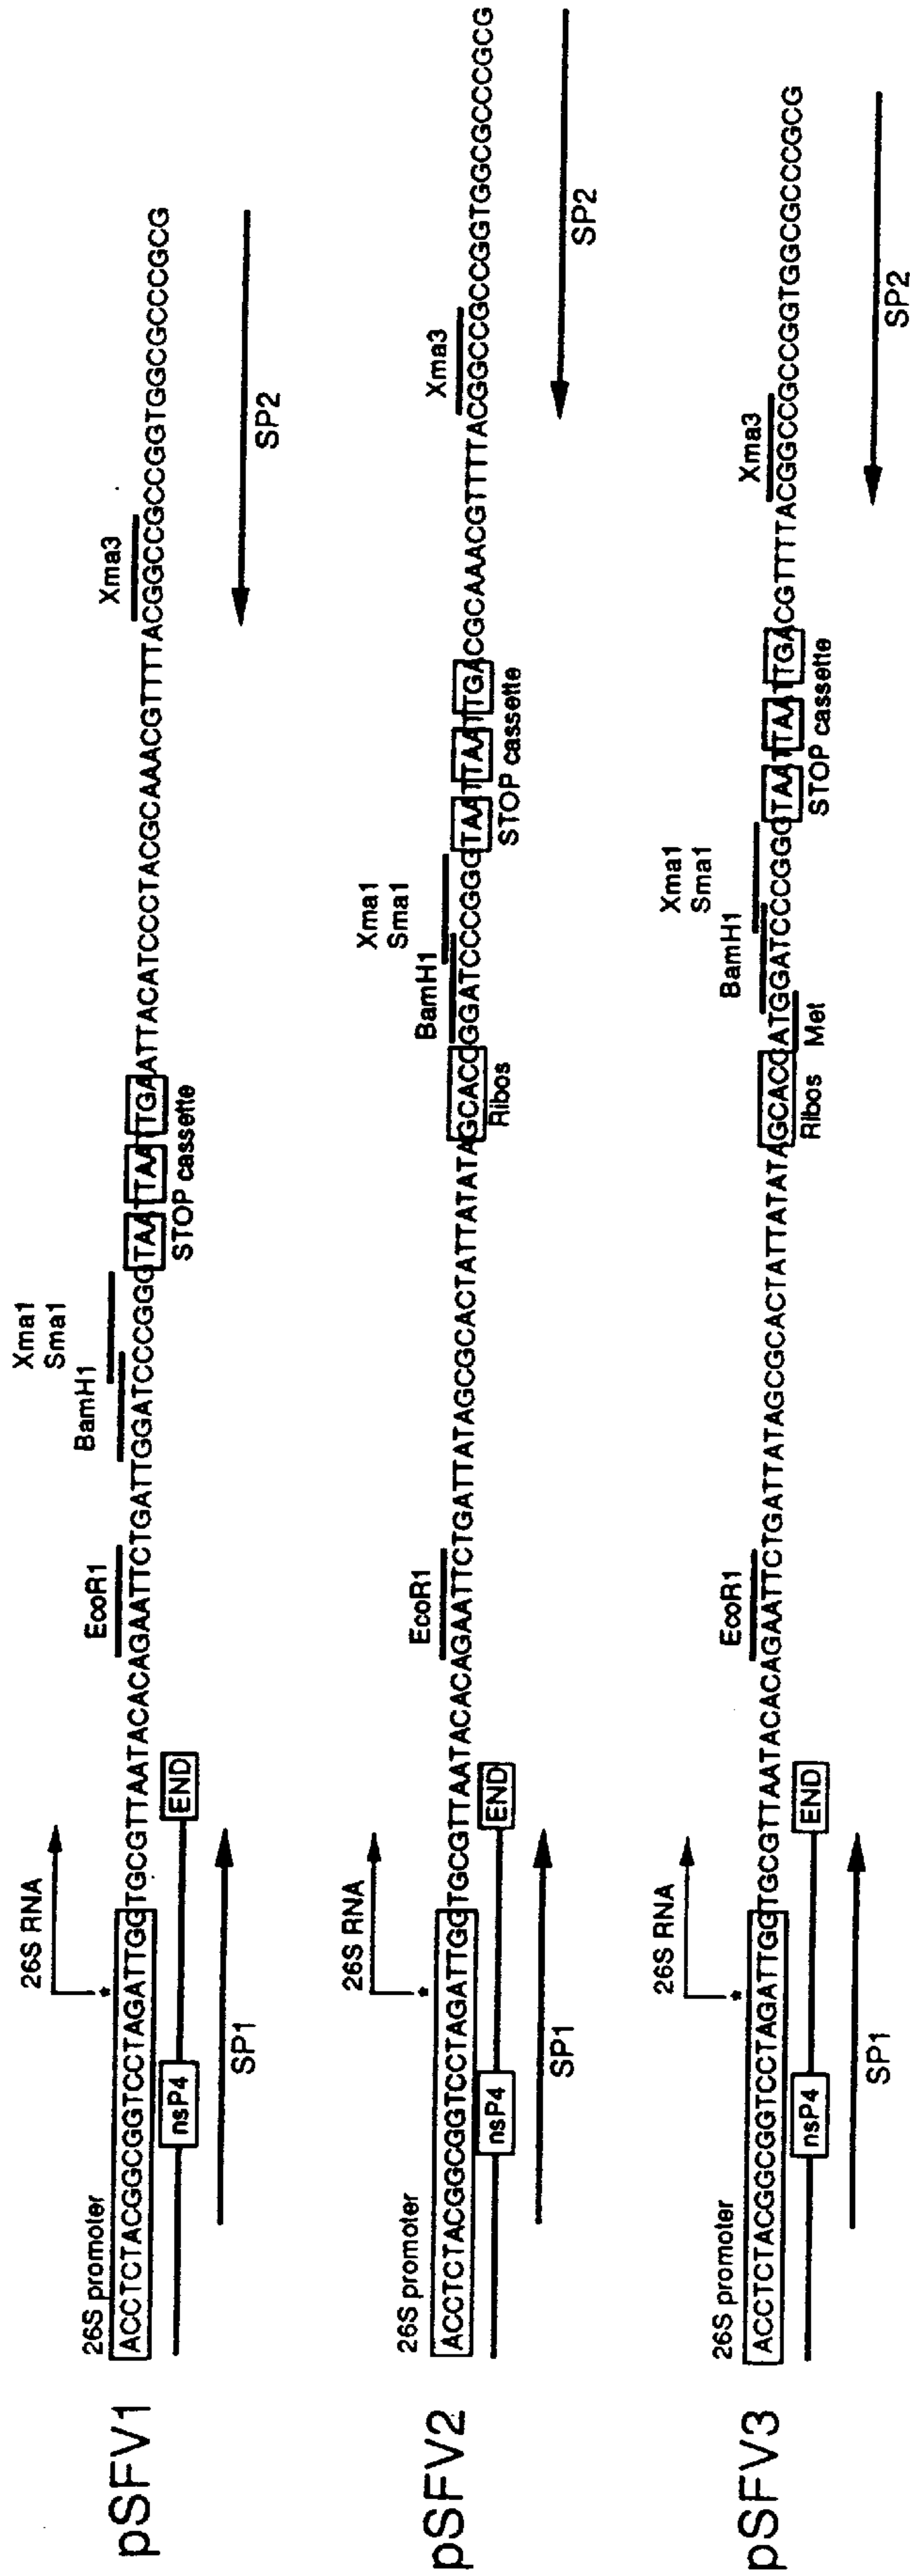 pSFV1
26S promoter
26S RNA
*
EcoR1
BamH1
Xma1
Sma1
Xma3
ACCTCTACGGCGGTCCTAGATTGGTGCGTTAATACACAGAATTCTGATTGGATCCCGGGTAATTAATTGAATTACATCCCTACGCAAACGTTTTACGGCCGCCGGTGGCGCCCGCG
nsP4
END
STOP cassette
SP1
SP2
pSFV2
26S promoter
26S RNA
*
EcoR1
BamH1
Xma1
Sma1
Xma3
ACCTCTACGGCGGTCCTAGATTGGTGCGTTAATACACAGAATTCTGATTATAGCGCACTATTATATAGCACCGGATCCCGGGTAATTAATTGACGCAAACGTTTTACGGCCGCCGGTGGCGCCCGCG
nsP4
END
Ribos
STOP cassette
SP1
SP2
pSFV3
26S promoter
26S RNA
*
EcoR1
BamH1
Xma1
Sma1
Xma3
ACCTCTACGGCGGTCCTAGATTGGTGCGTTAATACACAGAATTCTGATTATAGCGCACTATTATATAGCACCATGGATCCCGGGTAATTAATTGACGTTTTACGGCCGCCGGTGGCGCCCGCG
nsP4
END
Ribos
Met
STOP cassette
SP1
SP2